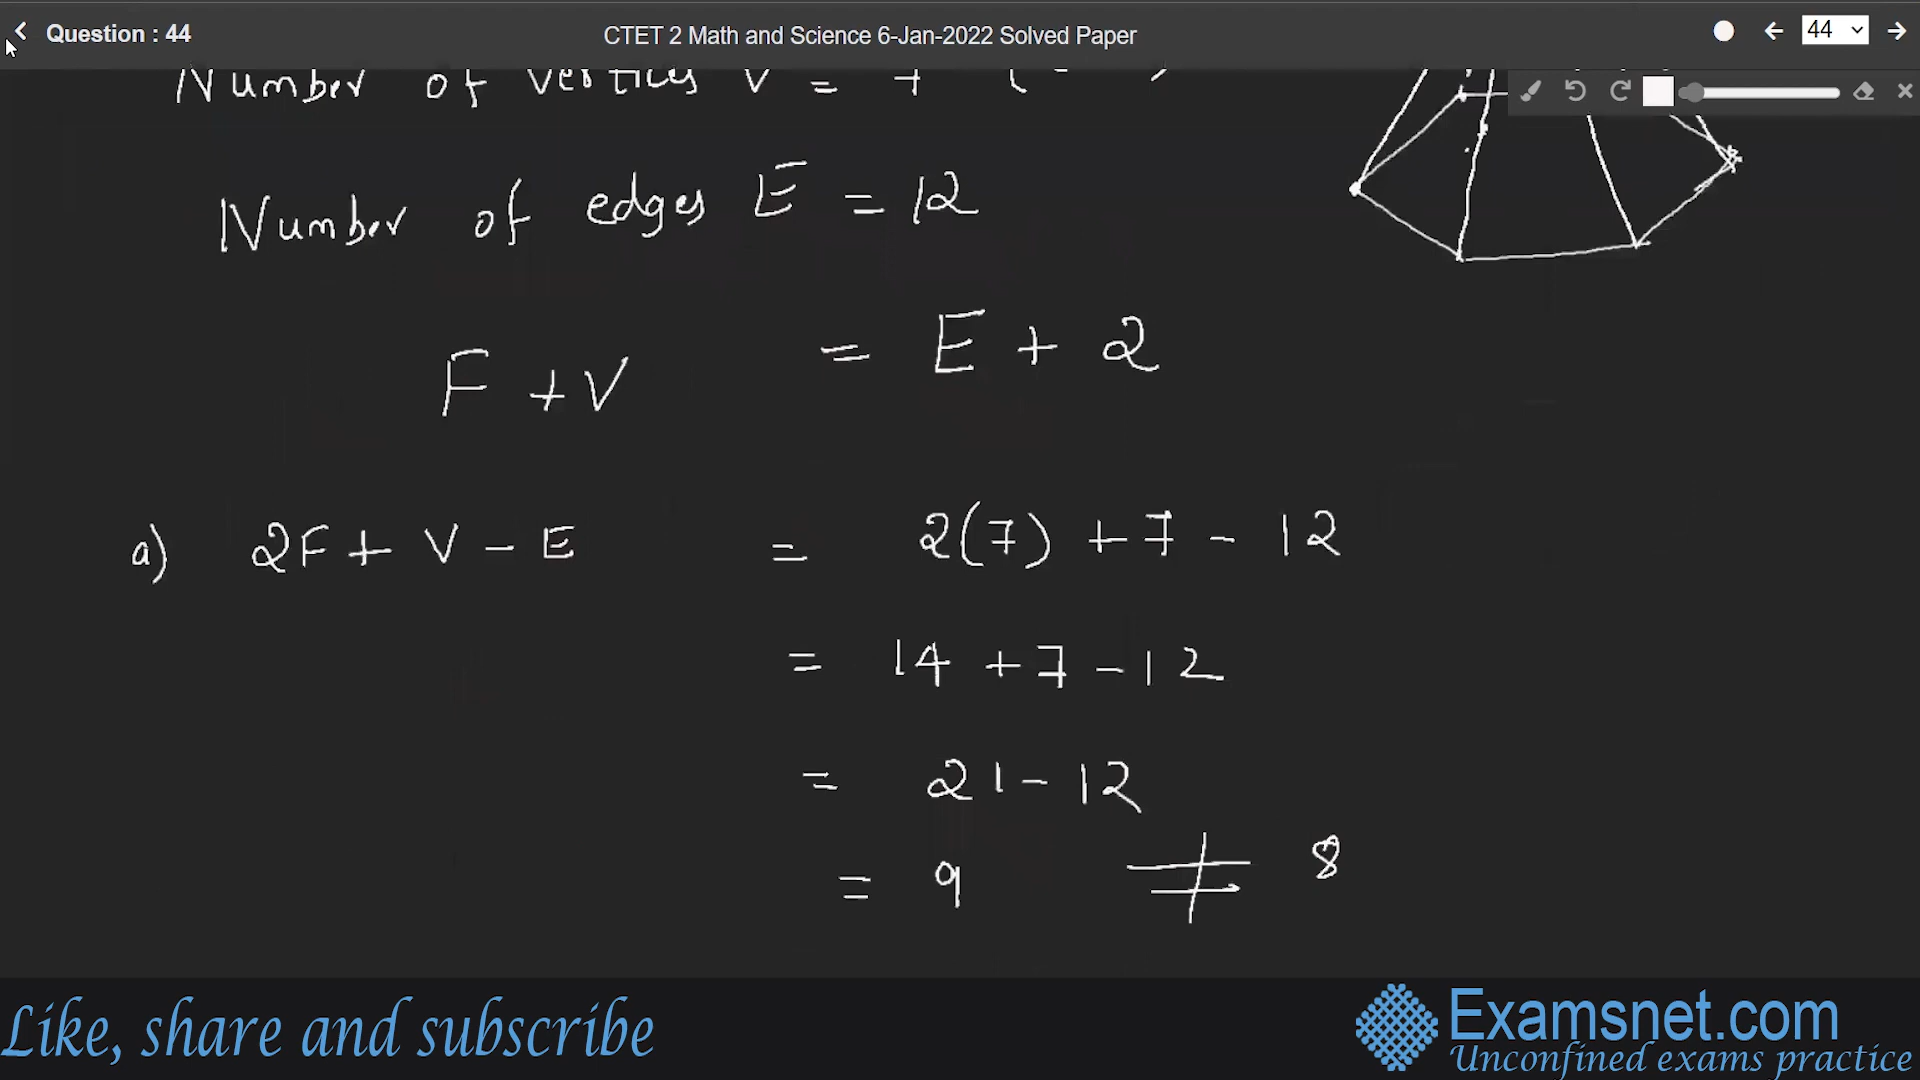 Question : 44
CTET 2 Math and Science 6-Jan-2022 Solved Paper
44
Number of vertices V = 7
Number of edges E = 12
F + V = E + 2
a) 2F + V - E = 2(7) + 7 - 12
= 14 + 7 - 12
= 21 - 12
= 9 ≠ 8
Like, share and subscribe
Examsnet.com
Unconfined exams practice